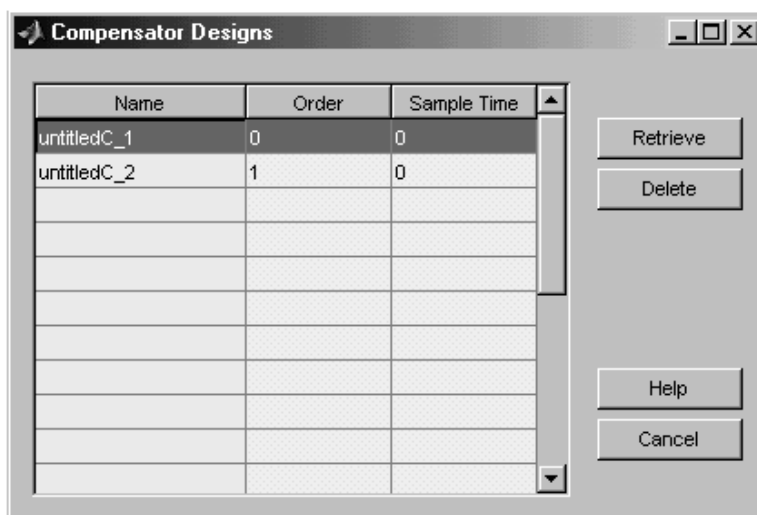 Compensator Designs
Name Order Sample Time
untitledC_1 0 0
untitledC_2 1 0
Retrieve
Delete
Help
Cancel